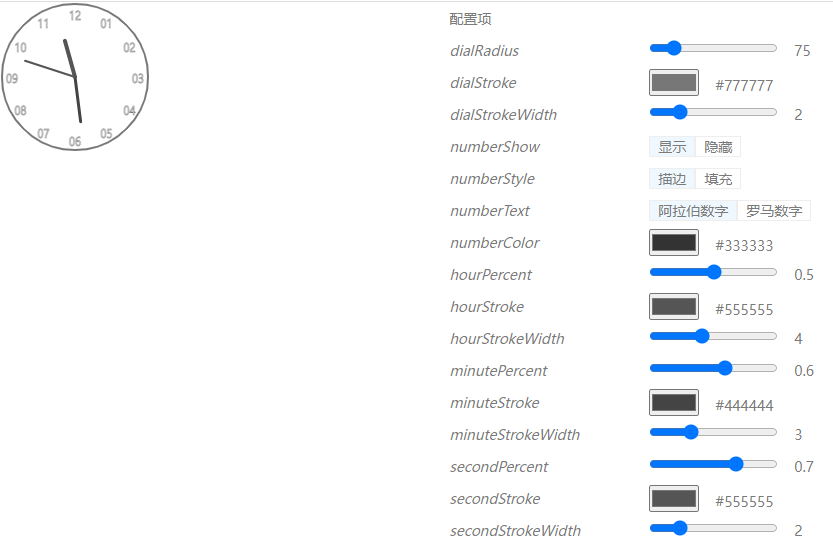 12
11
01
10
02
09
03
08
04
07
05
06
配置项
dialRadius 75
dialStroke #777777
dialStrokeWidth 2
numberShow 显示 隐藏
numberStyle 描边 填充
numberText 阿拉伯数字 罗马数字
numberColor #333333
hourPercent 0.5
hourStroke #555555
hourStrokeWidth 4
minutePercent 0.6
minuteStroke #444444
minuteStrokeWidth 3
secondPercent 0.7
secondStroke #555555
secondStrokeWidth 2